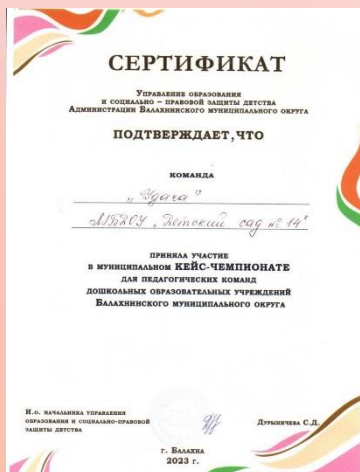 СЕРТИФИКАТ
Управление образования
и социально – правовой защиты детства
Администрации Балахнинского муниципального округа
ПОДТВЕРЖДАЕТ,ЧТО
КОМАНДА
„Удача"
МБДОУ „Детский сад № 14"
ПРИНЯЛА УЧАСТИЕ
В МУНИЦИПАЛЬНОМ КЕЙС-ЧЕМПИОНАТЕ
ДЛЯ ПЕДАГОГИЧЕСКИХ КОМАНД
ДОШКОЛЬНЫХ ОБРАЗОВАТЕЛЬНЫХ УЧРЕЖДЕНИЙ
Балахнинского муниципального округа
И.о. начальника управления
образования и социально-правовой
защиты детства
Дурыничева С.Д.
г. Балахна
2023 г.